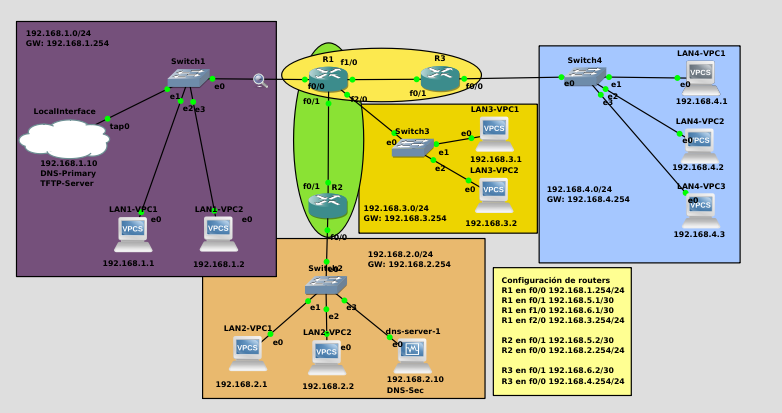 192.168.1.0/24
GW: 192.168.1.254
Switch1
e0
e1
e2
e3
LocalInterface
tap0
192.168.1.10
DNS-Primary
TFTP-Server
LAN1-VPC1
e0
VPCS
192.168.1.1
LAN1-VPC2
e0
VPCS
192.168.1.2
R1
f1/0
f0/0
f0/1
f2/0
R3
f0/1
f0/0
f0/1
R2
f0/0
LAN3-VPC1
Switch3
e0
e1
e2
e0
VPCS
192.168.3.1
LAN3-VPC2
e0
VPCS
192.168.3.2
192.168.3.0/24
GW: 192.168.3.254
Switch4
e0
e1
e2
e3
LAN4-VPC1
e0
VPCS
192.168.4.1
LAN4-VPC2
e0
VPCS
192.168.4.2
LAN4-VPC3
e0
VPCS
192.168.4.3
192.168.4.0/24
GW: 192.168.4.254
192.168.2.0/24
GW: 192.168.2.254
Switch2
e0
e1
e2
e3
LAN2-VPC1
e0
VPCS
192.168.2.1
LAN2-VPC2
e0
VPCS
192.168.2.2
dns-server-1
e0
192.168.2.10
DNS-Sec
Configuración de routers
R1 en f0/0 192.168.1.254/24
R1 en f0/1 192.168.5.1/30
R1 en f1/0 192.168.6.1/30
R1 en f2/0 192.168.3.254/24
R2 en f0/1 192.168.5.2/30
R2 en f0/0 192.168.2.254/24
R3 en f0/1 192.168.6.2/30
R3 en f0/0 192.168.4.254/24